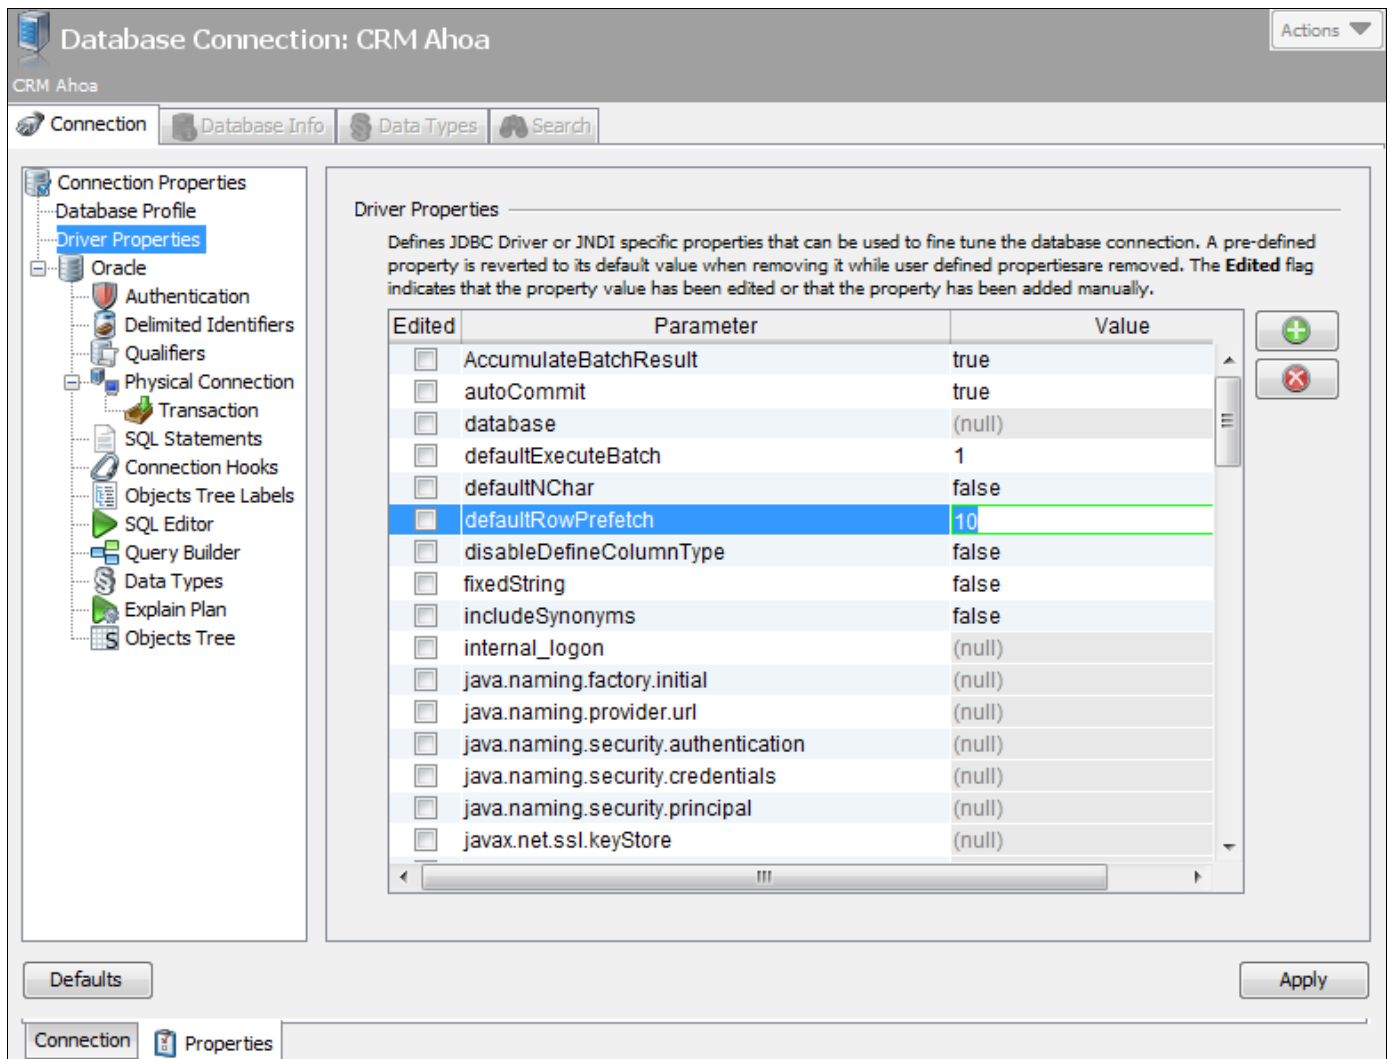 Database Connection: CRM Ahoa
Actions
CRM Ahoa
Connection
Database Info
Data Types
Search
Connection Properties
Database Profile
Driver Properties
Oracle
Authentication
Delimited Identifiers
Qualifiers
Physical Connection
Transaction
SQL Statements
Connection Hooks
Objects Tree Labels
SQL Editor
Query Builder
Data Types
Explain Plan
Objects Tree
Driver Properties
Defines JDBC Driver or JNDI specific properties that can be used to fine tune the database connection. A pre-defined
property is reverted to its default value when removing it while user defined propertiesare removed. The Edited flag
indicates that the property value has been edited or that the property has been added manually.
Edited Parameter Value
AccumulateBatchResult true
autoCommit true
database (null)
defaultExecuteBatch 1
defaultNChar false
defaultRowPrefetch 10
disableDefineColumnType false
fixedString false
includeSynonyms false
internal_logon (null)
java.naming.factory.initial (null)
java.naming.provider.url (null)
java.naming.security.authentication (null)
java.naming.security.credentials (null)
java.naming.security.principal (null)
javax.net.ssl.keyStore (null)
Defaults
Apply
Connection
Properties